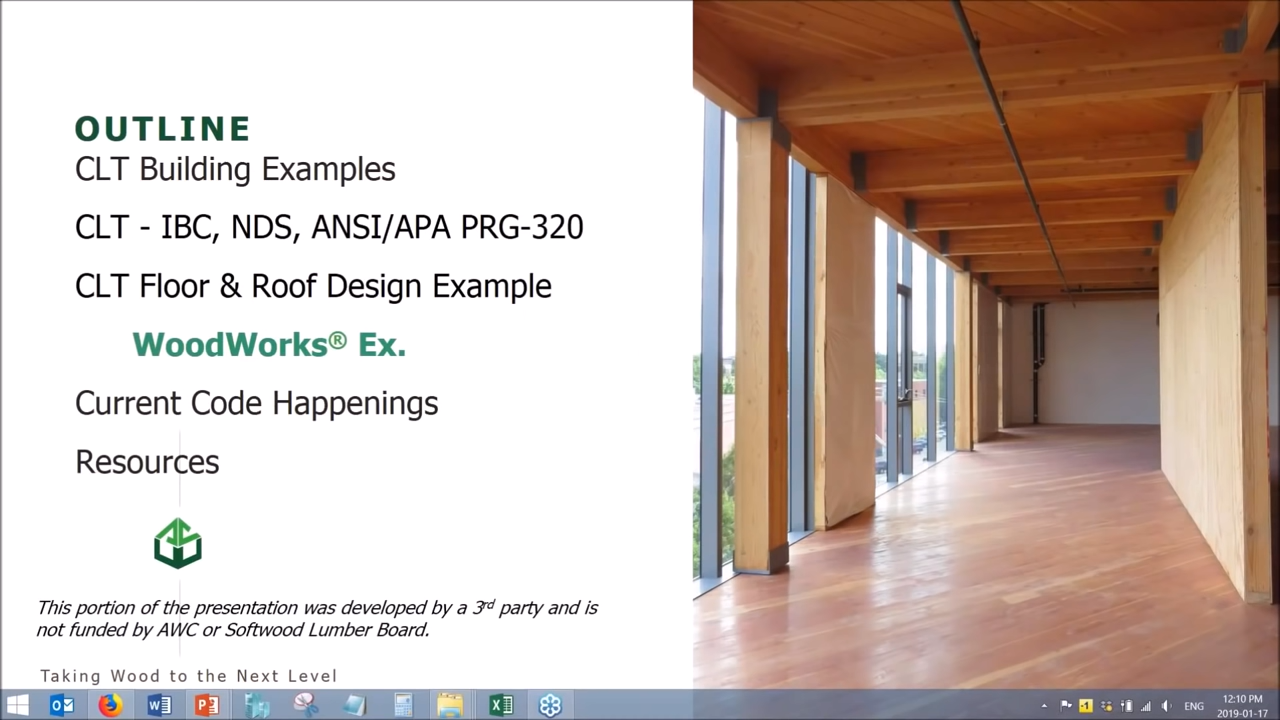 OUTLINE
CLT Building Examples
CLT - IBC, NDS, ANSI/APA PRG-320
CLT Floor & Roof Design Example
WoodWorks® Ex.
Current Code Happenings
Resources
This portion of the presentation was developed by a 3rd party and is
not funded by AWC or Softwood Lumber Board.
Taking Wood to the Next Level
ENG
12:10 PM
2019-01-17